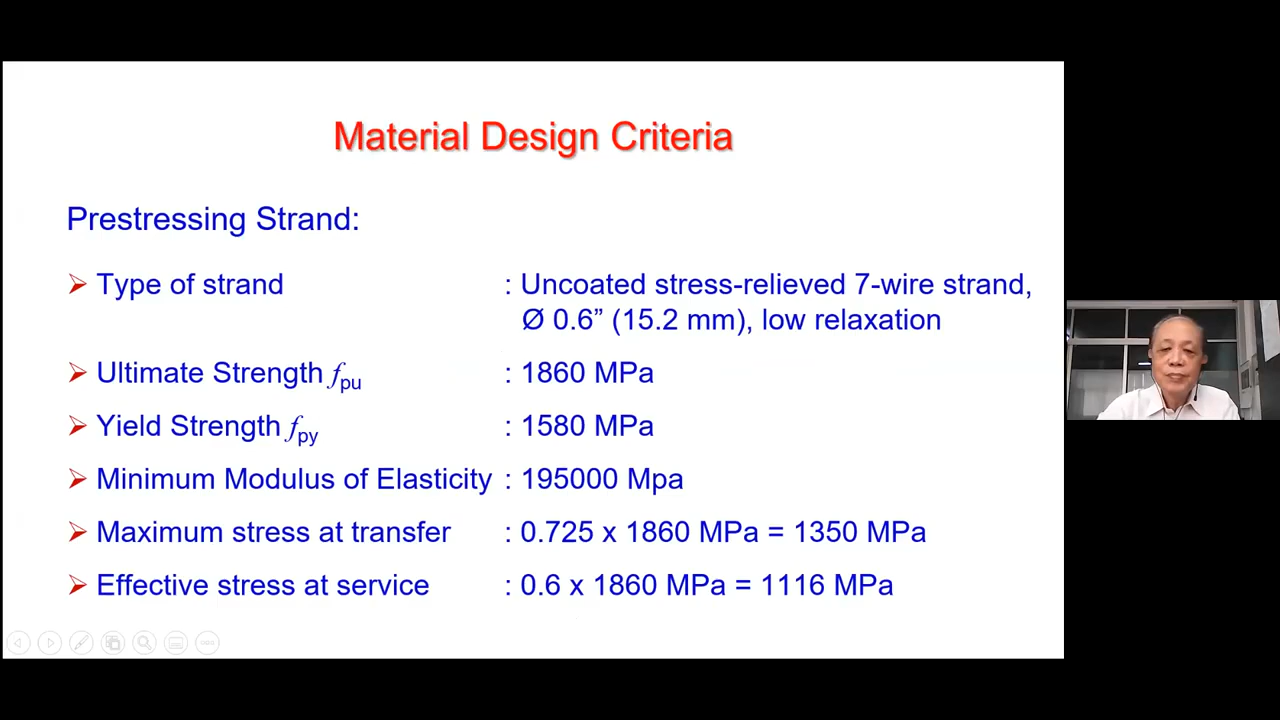 Material Design Criteria
Prestressing Strand:
Type of strand : Uncoated stress-relieved 7-wire strand,
Ø 0.6” (15.2 mm), low relaxation
Ultimate Strength fpu : 1860 MPa
Yield Strength fpy : 1580 MPa
Minimum Modulus of Elasticity : 195000 Mpa
Maximum stress at transfer : 0.725 x 1860 MPa = 1350 MPa
Effective stress at service : 0.6 x 1860 MPa = 1116 MPa